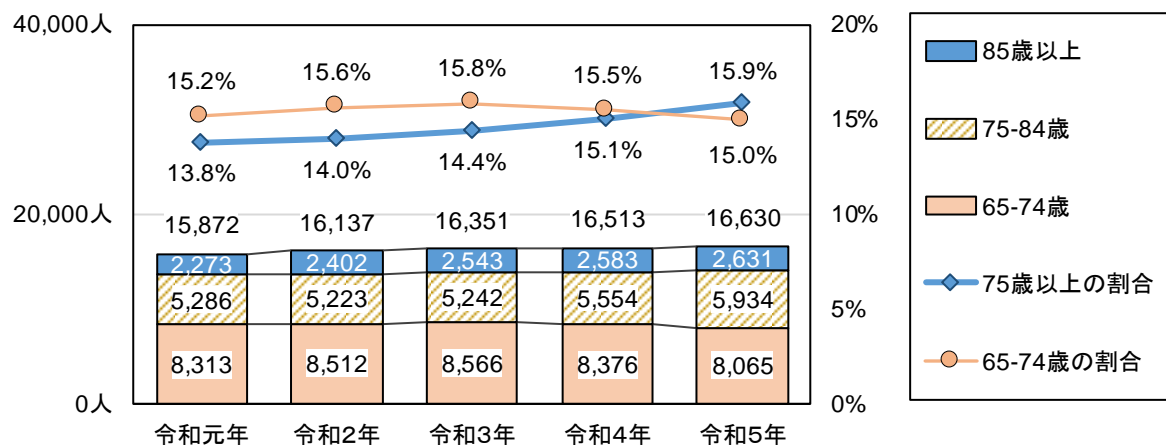 40,000人
20,000人
0人
20%
15%
10%
5%
0%
15.2% 15.6% 15.8% 15.5% 15.9%
13.8% 14.0% 14.4% 15.1% 15.0%
15,872 16,137 16,351 16,513 16,630
2,273 2,402 2,543 2,583 2,631
5,286 5,223 5,242 5,554 5,934
8,313 8,512 8,566 8,376 8,065
令和元年 令和2年 令和3年 令和4年 令和5年
85歳以上
75-84歳
65-74歳
75歳以上の割合
65-74歳の割合